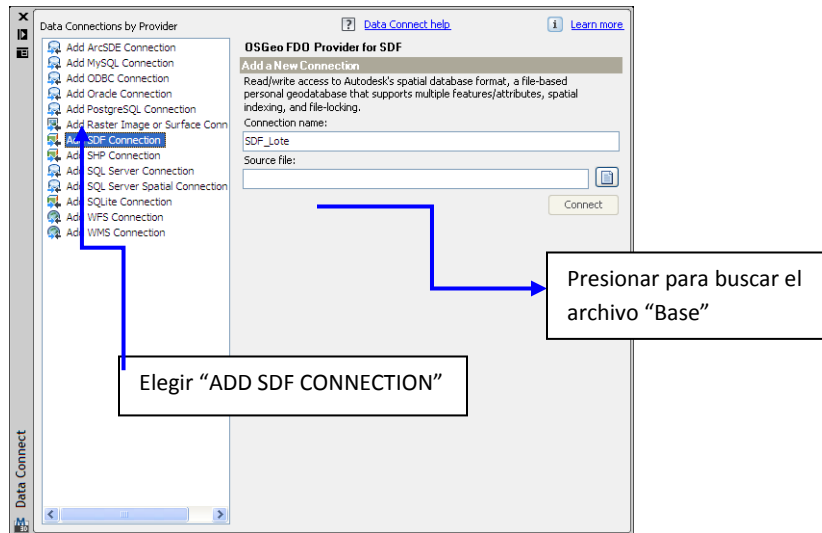 Data Connections by Provider
Data Connect help
Learn more
Add ArcSDE Connection
Add MySQL Connection
Add ODBC Connection
Add Oracle Connection
Add PostgreSQL Connection
Add Raster Image or Surface Conn
Add SDF Connection
Add SHP Connection
Add SQL Server Connection
Add SQL Server Spatial Connection
Add SQLite Connection
Add WFS Connection
Add WMS Connection
OSGeo FDO Provider for SDF
Add a New Connection
Read/write access to Autodesk's spatial database format, a file-based
personal geodatabase that supports multiple features/attributes, spatial
indexing, and file-locking.
Connection name:
SDF_Lote
Source file:
Connect
Presionar para buscar el
archivo “Base”
Elegir “ADD SDF CONNECTION”
Data Connect